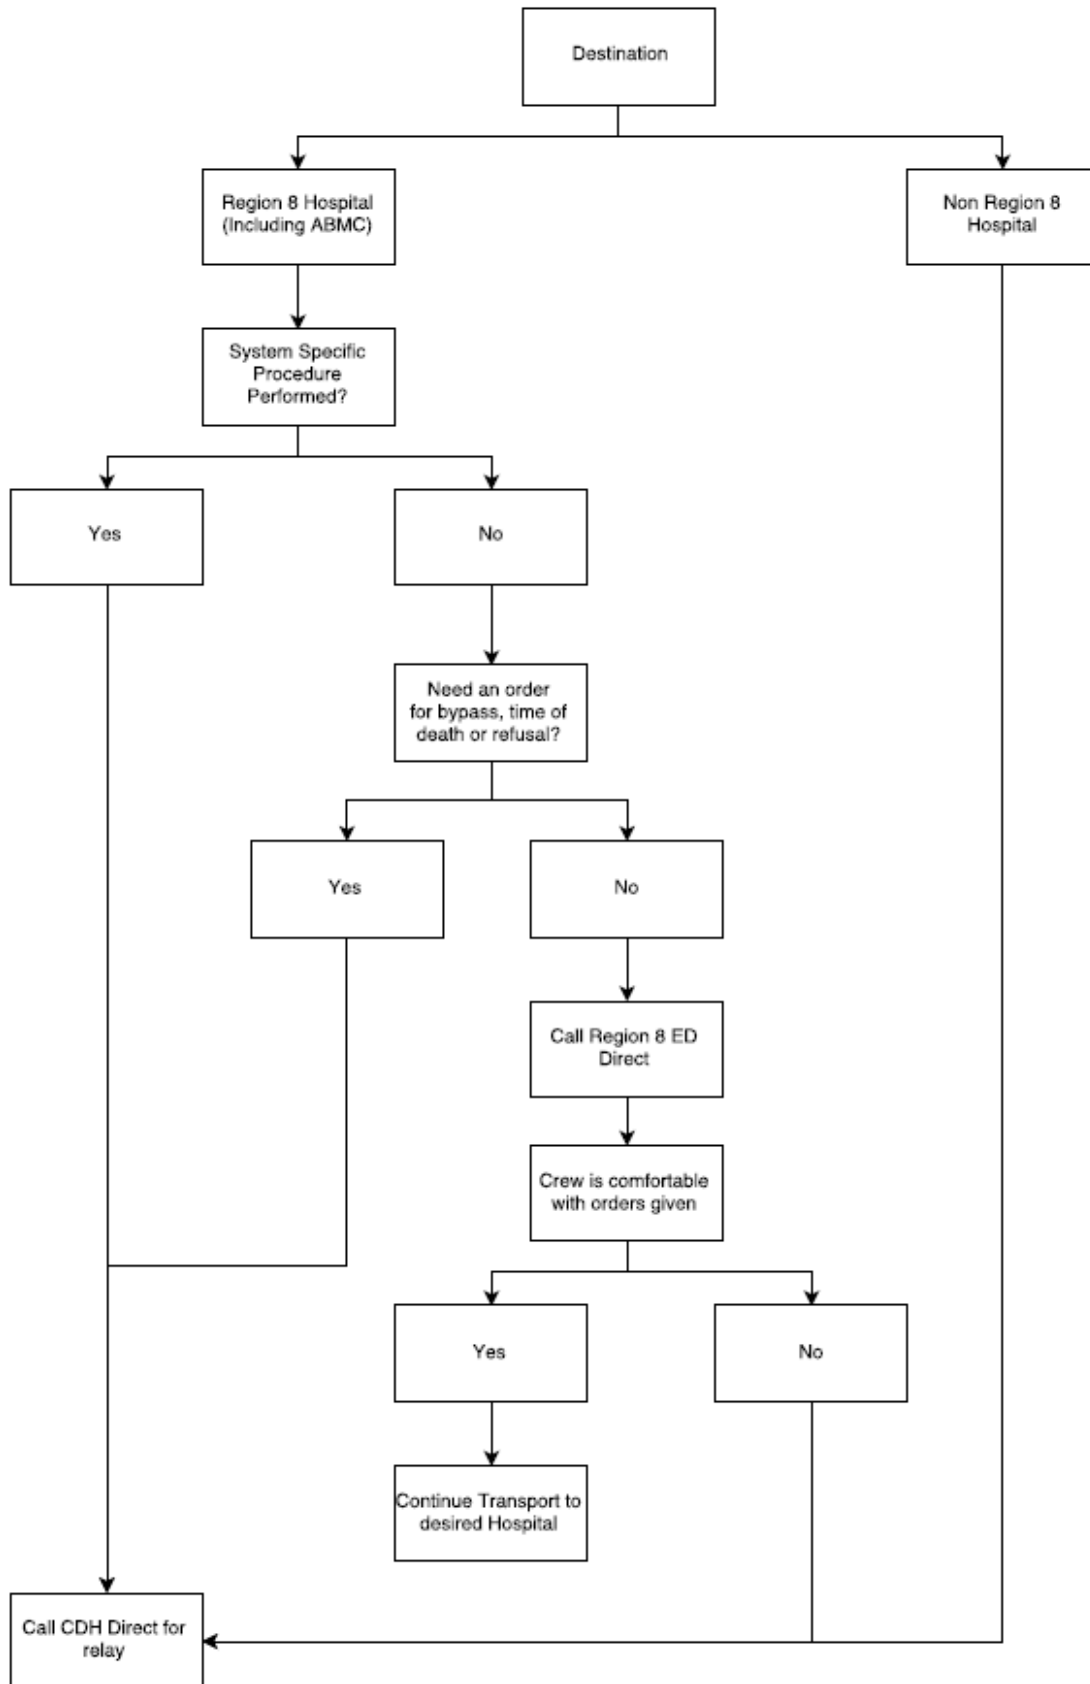 Destination
Region 8 Hospital
(Including ABMC)
Non Region 8
Hospital
System Specific
Procedure
Performed?
Yes
No
Need an order
for bypass, time of
death or refusal?
Yes
No
Call Region 8 ED
Direct
Crew is comfortable
with orders given
Yes
No
Continue Transport to
desired Hospital
Call CDH Direct for
relay